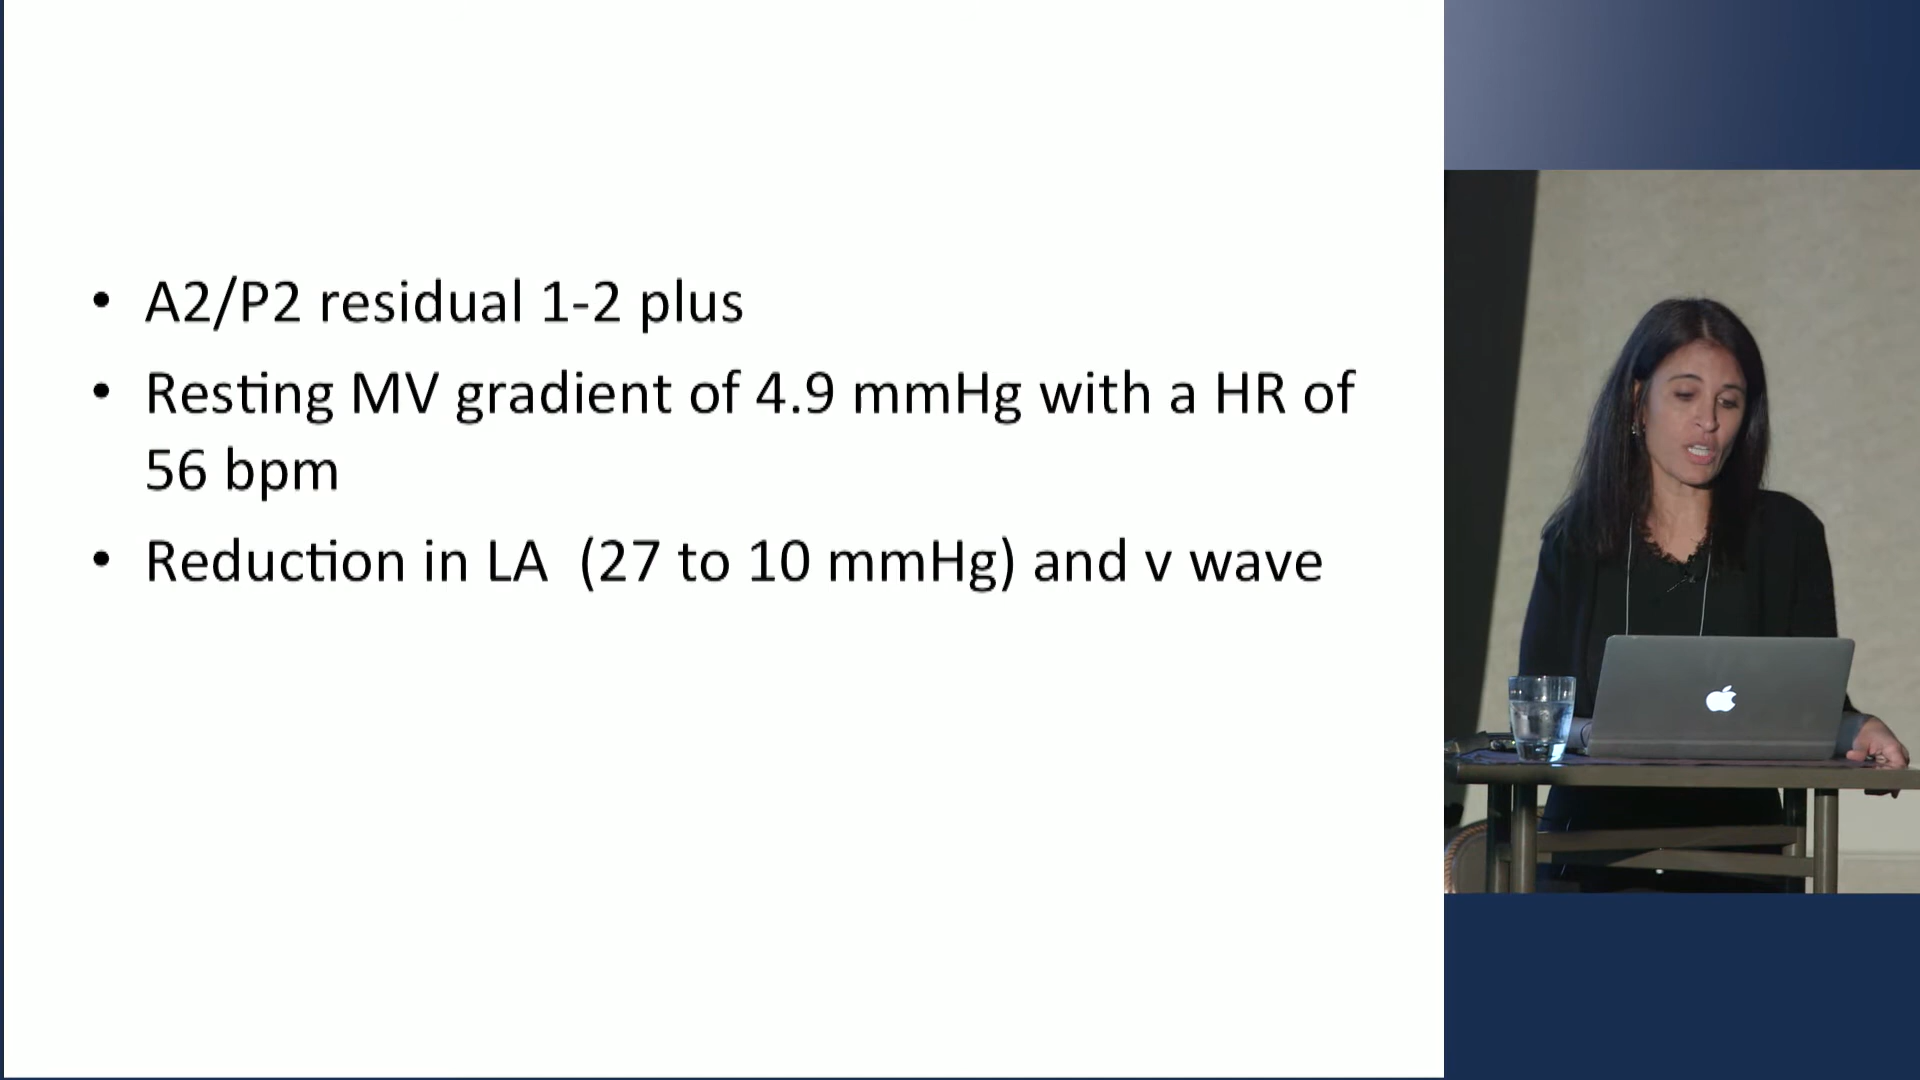 • A2/P2 residual 1-2 plus
• Resting MV gradient of 4.9 mmHg with a HR of
56 bpm
• Reduction in LA (27 to 10 mmHg) and v wave